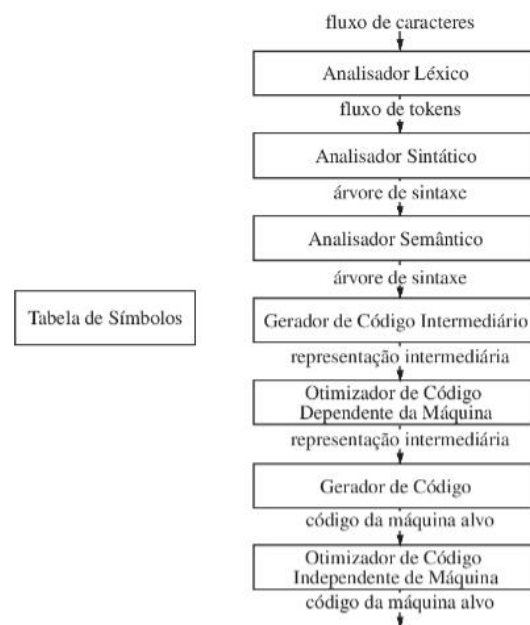 fluxo de caracteres
Analisador Léxico
fluxo de tokens
Analisador Sintático
árvore de sintaxe
Analisador Semântico
árvore de sintaxe
Tabela de Símbolos
Gerador de Código Intermediário
representação intermediária
Otimizador de Código
Dependente da Máquina
representação intermediária
Gerador de Código
código da máquina alvo
Otimizador de Código
Independente de Máquina
código da máquina alvo